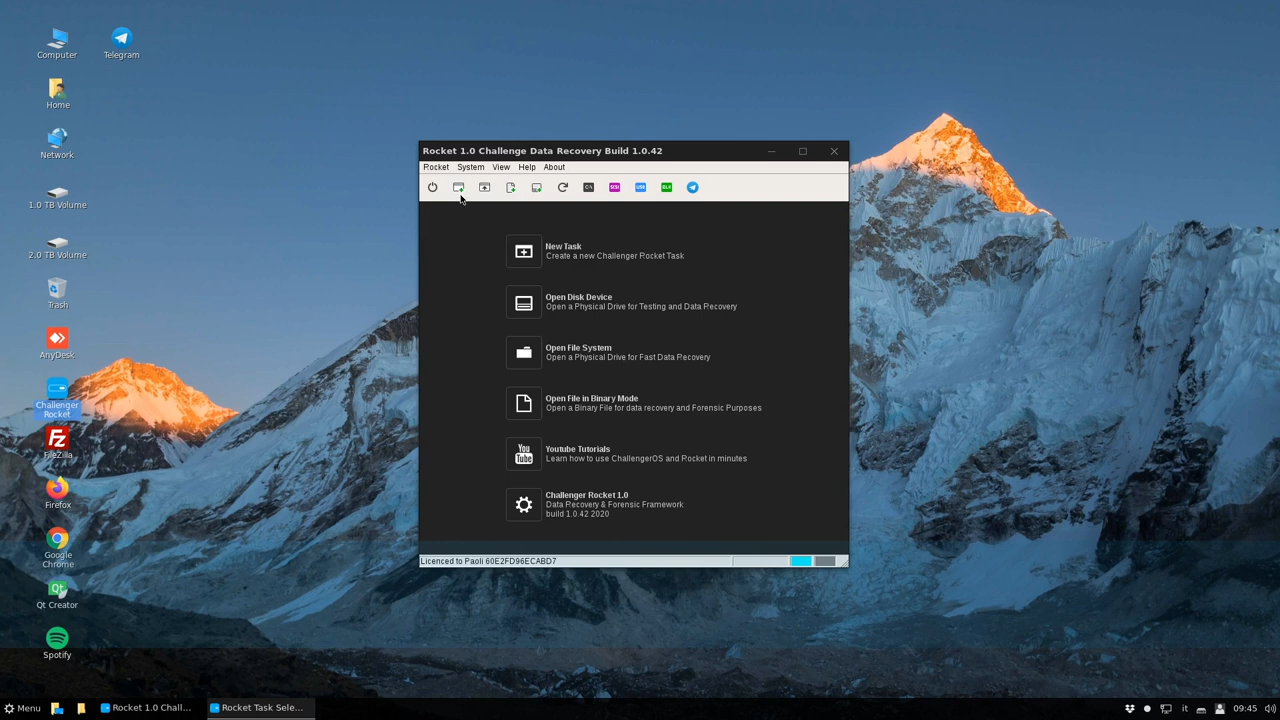 Computer
Telegram
Home
Network
1.0 TB Volume
2.0 TB Volume
Trash
AnyDesk
Challenger
Rocket
FileZilla
Firefox
Google
Chrome
Qt Creator
Spotify
Rocket 1.0 Challenge Data Recovery Build 1.0.42
Rocket System View Help About
C:\ SCSI USB BLK
New Task
Create a new Challenger Rocket Task
Open Disk Device
Open a Physical Drive for Testing and Data Recovery
Open File System
Open a Physical Drive for Fast Data Recovery
Open File in Binary Mode
Open a Binary File for data recovery and Forensic Purposes
You
Tube
Youtube Tutorials
Learn how to use ChallengerOS and Rocket in minutes
Challenger Rocket 1.0
Data Recovery & Forensic Framework
build 1.0.42 2020
Licenced to Paoli 60E2FD96ECABD7
Menu
Rocket 1.0 Chall...
Rocket Task Sele...
it
09:45